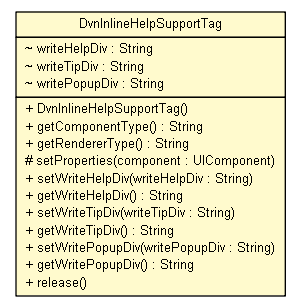 DvnInlineHelpSupportTag
~ writeHelpDiv : String
~ writeTipDiv : String
~ writePopupDiv : String
+ DvnInlineHelpSupportTag()
+ getComponentType() : String
+ getRendererType() : String
# setProperties(component : UIComponent)
+ setWriteHelpDiv(writeHelpDiv : String)
+ getWriteHelpDiv() : String
+ setWriteTipDiv(writeTipDiv : String)
+ getWriteTipDiv() : String
+ setWritePopupDiv(writePopupDiv : String)
+ getWritePopupDiv() : String
+ release()